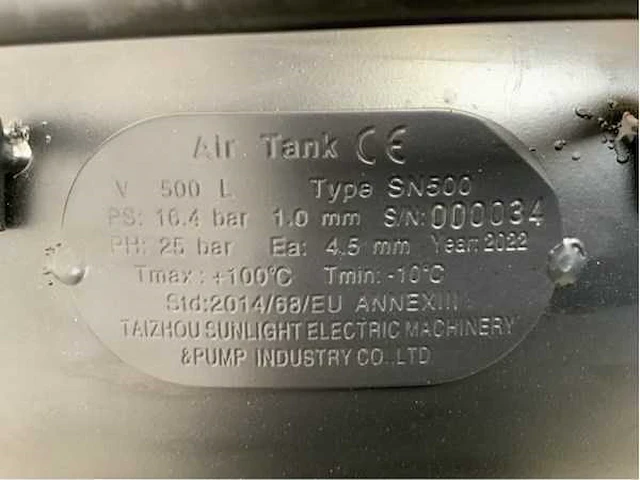 Air Tank CE
V 500 L Type SN500
PS: 16.4 bar 1.0 mm S/N: 000034
PH: 25 bar Ea: 4.5 mm Year: 2022
Tmax: +100°C Tmin: -10°C
Std:2014/68/EU ANNEXIII
TAIZHOU SUNLIGHT ELECTRIC MACHINERY
&PUMP INDUSTRY CO., LTD